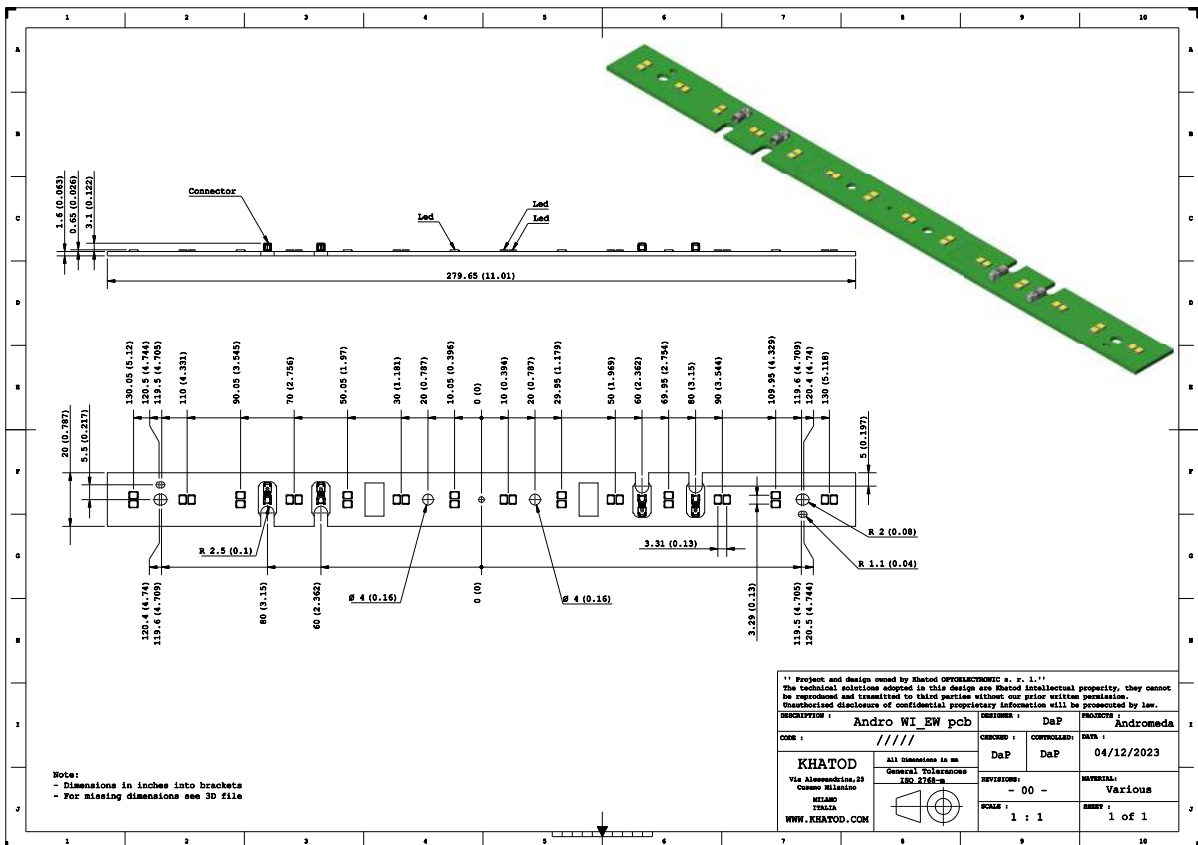 1 2 3 4 5 6 7 8 9 10
A A
B B
C C
D D
E E
F F
G G
H H
I I
J J
1.6 (0.063)
0.65 (0.026)
3.1 (0.122)
Connector
Led
Led
Led
279.65 (11.01)
130.05 (5.12)
120.5 (4.744)
119.5 (4.705)
110 (4.331)
90.05 (3.545)
70 (2.756)
50.05 (1.97)
30 (1.181)
20 (0.787)
10.05 (0.396)
0 (0)
10 (0.394)
20 (0.787)
29.95 (1.179)
50 (1.969)
60 (2.362)
69.95 (2.754)
80 (3.15)
90 (3.544)
109.95 (4.329)
119.6 (4.709)
120.4 (4.74)
130 (5.118)
20 (0.787)
5.5 (0.217)
5 (0.197)
R 2.5 (0.1)
R 2 (0.08)
R 1.1 (0.04)
3.31 (0.13)
3.29 (0.13)
Ø 4 (0.16)
Ø 4 (0.16)
120.4 (4.74)
119.6 (4.709)
80 (3.15)
60 (2.362)
0 (0)
119.5 (4.705)
120.5 (4.744)
Note:
- Dimensions in inches into brackets
- For missing dimensions see 3D file
'' Project and design owned by Khatod OPTOELECTRONIC s. r. l.''
The technical solutions adopted in this design are Khatod intellectual property, they cannot
be reproduced and transmitted to third parties without our prior written permission.
Unauthorized disclosure of confidential proprietary information will be prosecuted by law.
DESCRIPTION : Andro WI_EW pcb
DESIGNER : DaP
PROJECTS : Andromeda
CODE : /////
CHECKED : DaP
CONTROLLED: DaP
DATA : 04/12/2023
KHATOD
Via Alessandrina,25
Cusano Milanino
MILANO
ITALIA
WWW.KHATOD.COM
All Dimensions in mm
General Tolerances
ISO 2768-m
REVISIONS: - 00 -
MATERIAL: Various
SCALE : 1 : 1
SHEET : 1 of 1
1 2 3 4 5 6 7 8 9 10